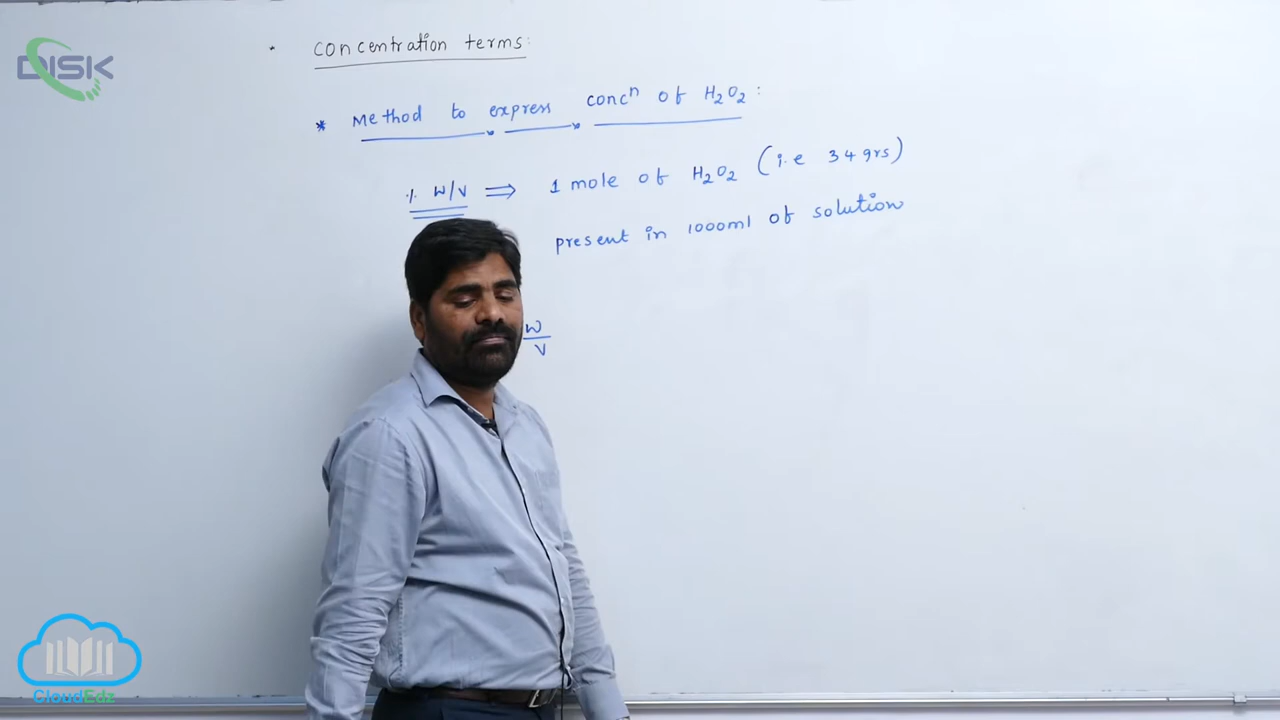 DISK
• Concentration terms:
* Method to express concⁿ of H₂O₂ :
% W/V ⇒ 1 mole of H₂O₂ (i.e 34 grs)
present in 1000ml of solution
W
V
CloudEdz